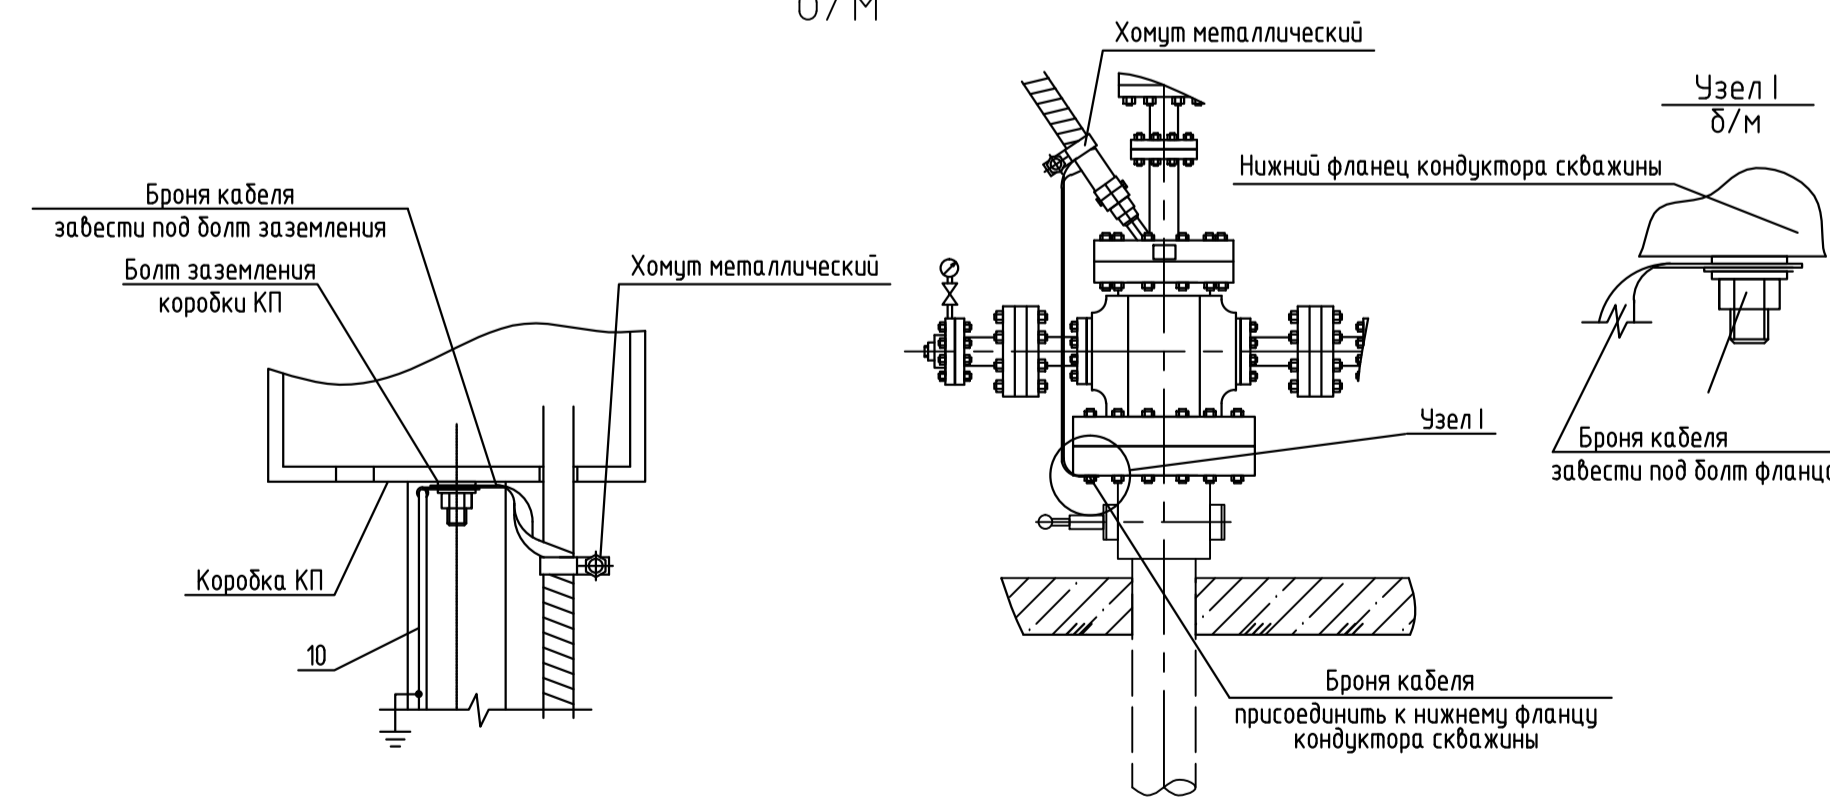 б/м
Хомут металлический
Узел I
б/м
Нижний фланец кондуктора скважины
Броня кабеля
завести под болт заземления
Болт заземления
коробки КП
Хомут металлический
Узел I
Броня кабеля
завести под болт фланца
Коробка КП
10
Броня кабеля
присоединить к нижнему фланцу
кондуктора скважины